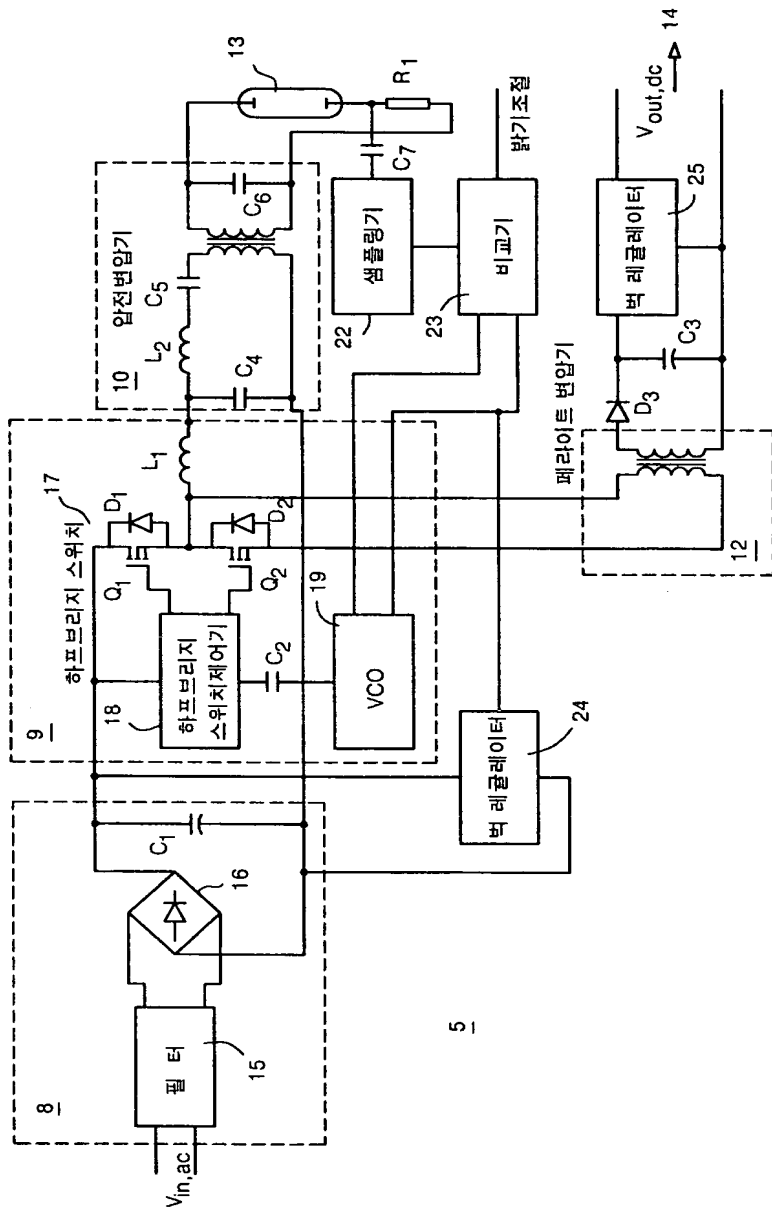 V_in,ac
8
필 터
15
16
C₁
9
하프브리지 스위치
17
18
하프브리지
스위치제어기
Q₁
D₁
Q₂
D₂
L₁
C₂
19
VCO
10
압전변압기
L₂
C₄
C₅
C₆
13
R₁
C₇
샘플링기
22
비교기
23
밝기조절
벅 레귤레이터
24
5
페라이트 변압기
12
D₃
C₃
벅 레귤레이터
25
V_out,dc
14